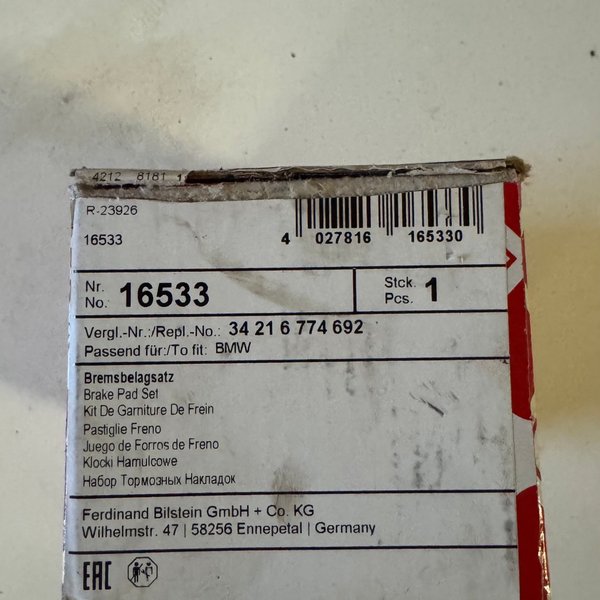 4212 8181 1
R-23926
16533
4 027816 165330
Nr.
No. 16533
Stck.
Pcs. 1
Vergl.-Nr.:/Repl.-No.: 34 21 6 774 692
Passend für:/To fit: BMW
Bremsbelagsatz
Brake Pad Set
Kit De Garniture De Frein
Pastiglie Freno
Juego de Forros de Freno
Klocki Hamulcowe
Набор Тормозных Накладок
Ferdinand Bilstein GmbH + Co. KG
Wilhelmstr. 47 | 58256 Ennepetal | Germany
EAC